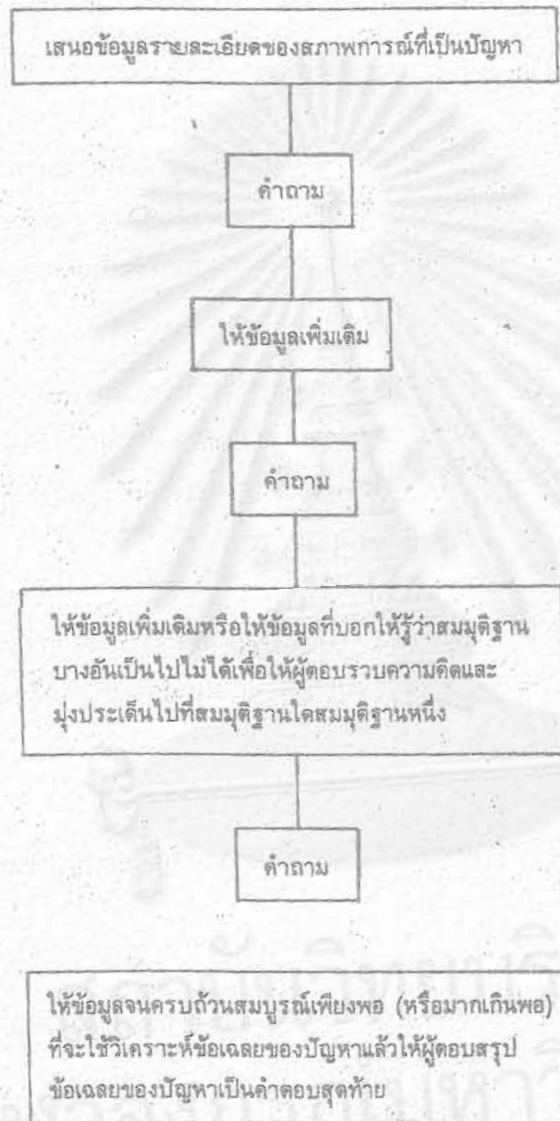 เสนอข้อมูลรายละเอียดของสภาพการณ์ที่เป็นปัญหา
คำถาม
ให้ข้อมูลเพิ่มเติม
คำถาม
ให้ข้อมูลเพิ่มเติมหรือให้ข้อมูลที่บอกให้รู้ว่าสมมุติฐาน
บางอันเป็นไปไม่ได้เพื่อให้ผู้ตอบรวบความคิดและ
มุ่งประเด็นไปที่สมมุติฐานใดสมมุติฐานหนึ่ง
คำถาม
ให้ข้อมูลจนครบถ้วนสมบูรณ์เพียงพอ (หรือมากเกินพอ)
ที่จะใช้วิเคราะห์ข้อเฉลยของปัญหาแล้วให้ผู้ตอบสรุป
ข้อเฉลยของปัญหาเป็นคำตอบสุดท้าย